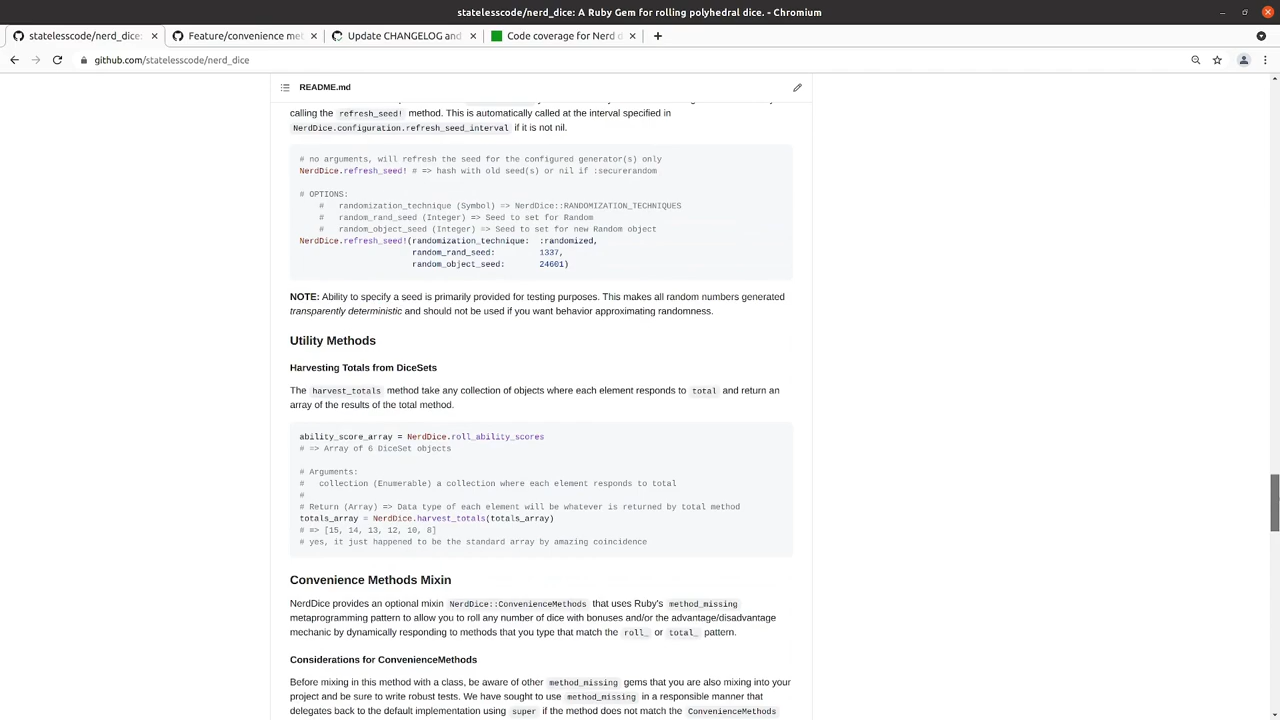 statelesscode/nerd_dice: A Ruby Gem for rolling polyhedral dice. - Chromium
statelesscode/nerd_dice: Feature/convenience met Update CHANGELOG and Code coverage for Nerd d
github.com/statelesscode/nerd_dice
README.md
calling the refresh_seed! method. This is automatically called at the interval specified in
NerdDice.configuration.refresh_seed_interval if it is not nil.
# no arguments, will refresh the seed for the configured generator(s) only
NerdDice.refresh_seed! # => hash with old seed(s) or nil if :securerandom
# OPTIONS:
# randomization_technique (Symbol) => NerdDice::RANDOMIZATION_TECHNIQUES
# random_rand_seed (Integer) => Seed to set for Random
# random_object_seed (Integer) => Seed to set for new Random object
NerdDice.refresh_seed!(randomization_technique: :randomized,
random_rand_seed: 1337,
random_object_seed: 24601)
NOTE: Ability to specify a seed is primarily provided for testing purposes. This makes all random numbers generated
transparently deterministic and should not be used if you want behavior approximating randomness.
Utility Methods
Harvesting Totals from DiceSets
The harvest_totals method take any collection of objects where each element responds to total and return an
array of the results of the total method.
ability_score_array = NerdDice.roll_ability_scores
# => Array of 6 DiceSet objects
# Arguments:
# collection (Enumerable) a collection where each element responds to total
#
# Return (Array) => Data type of each element will be whatever is returned by total method
totals_array = NerdDice.harvest_totals(totals_array)
# => [15, 14, 13, 12, 10, 8]
# yes, it just happened to be the standard array by amazing coincidence
Convenience Methods Mixin
NerdDice provides an optional mixin NerdDice::ConvenienceMethods that uses Ruby's method_missing
metaprogramming pattern to allow you to roll any number of dice with bonuses and/or the advantage/disadvantage
mechanic by dynamically responding to methods that you type that match the roll_ or total_ pattern.
Considerations for ConvenienceMethods
Before mixing in this method with a class, be aware of other method_missing gems that you are also mixing into your
project and be sure to write robust tests. We have sought to use method_missing in a responsible manner that
delegates back to the default implementation using super if the method does not match the ConvenienceMethods